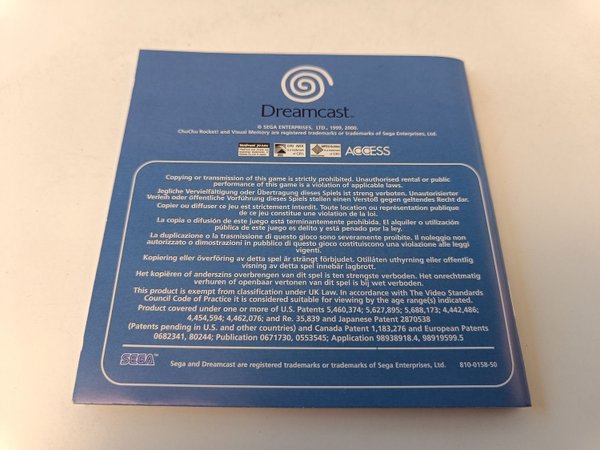 Dreamcast™
© SEGA ENTERPRISES, LTD., 1999, 2000.
ChuChu Rocket! and Visual Memory are registered trademarks or trademarks of Sega Enterprises, Ltd.
ACCESS
Copying or transmission of this game is strictly prohibited. Unauthorised rental or public
performance of this game is a violation of applicable laws.
Jegliche Vervielfältigung oder Übertragung dieses Spiels ist streng verboten. Unautorisierter
Verleih oder öffentliche Vorführung dieses Spiels stellen einen Verstoß gegen geltendes Recht dar.
Copier ou diffuser ce jeu est strictement interdit. Toute location ou représentation publique
de ce jeu constitue une violation de la loi.
La copia o difusión de este juego está terminantemente prohibida. El alquiler o utilización
pública de este juego es delito y está penado por la ley.
La duplicazione o la trasmissione di questo gioco sono severamente proibite. Il noleggio non
autorizzato o dimostrazioni in pubblico di questo gioco costituiscono una violazione alle leggi
vigenti.
Kopiering eller överföring av detta spel är strängt förbjudet. Otillåten uthyrning eller offentlig
visning av detta spel innebär lagbrott.
Het kopiëren of anderszins overbrengen van dit spel is ten strengste verboden. Het onrechtmatig
verhuren of openbaar vertonen van dit spel is bij wet verboden.
This product is exempt from classification under UK Law. In accordance with The Video Standards
Council Code of Practice it is considered suitable for viewing by the age range(s) indicated.
Product covered under one or more of U.S. Patents 5,460,374; 5,627,895; 5,688,173; 4,442,486;
4,454,594; 4,462,076; and Re. 35,839 and Japanese Patent 2870538
(Patents pending in U.S. and other countries) and Canada Patent 1,183,276 and European Patents
0682341, 80244; Publication 0671730, 0553545; Application 98938918.4, 98919599.5
SEGA
Sega and Dreamcast are registered trademarks or trademarks of Sega Enterprises, Ltd.
810-0158-50